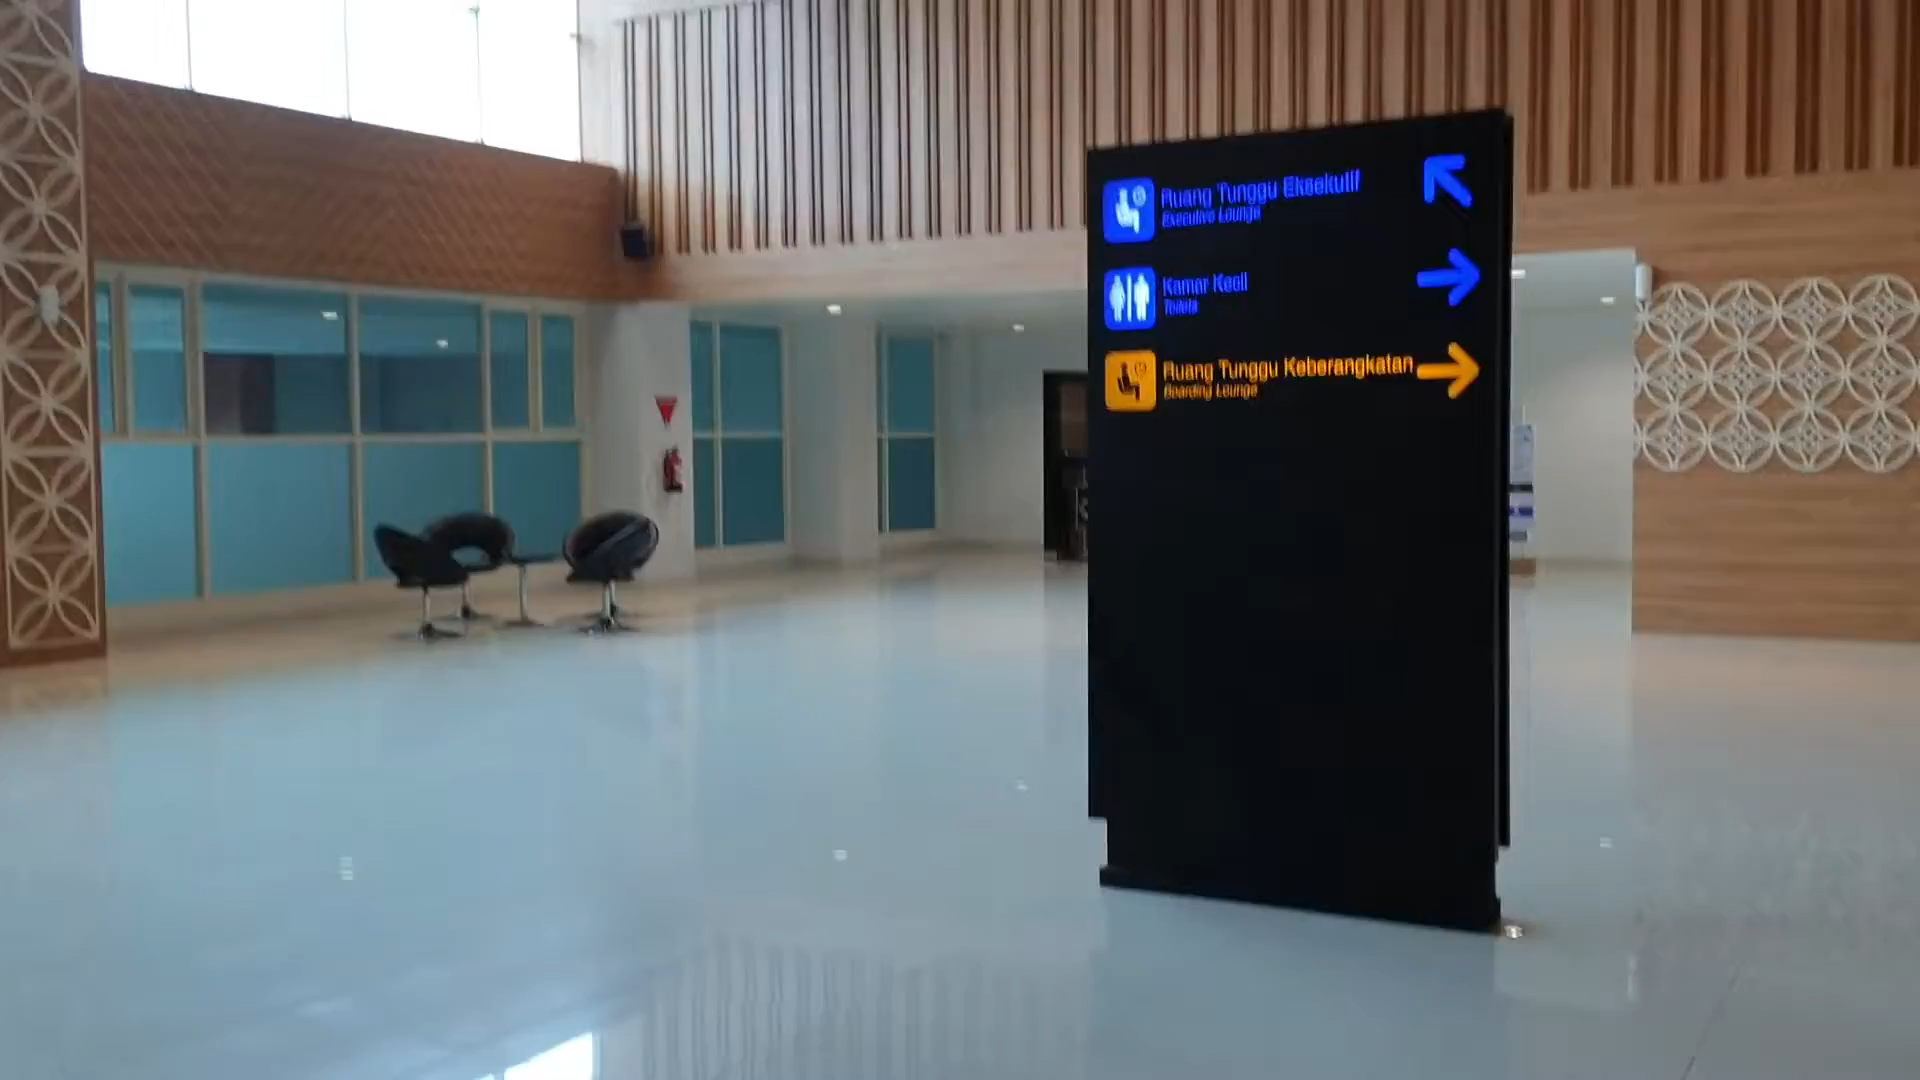 Ruang Tunggu Eksekutif
Executive Lounge
Kamar Kecil
Toilets
Ruang Tunggu Keberangkatan
Boarding Lounge